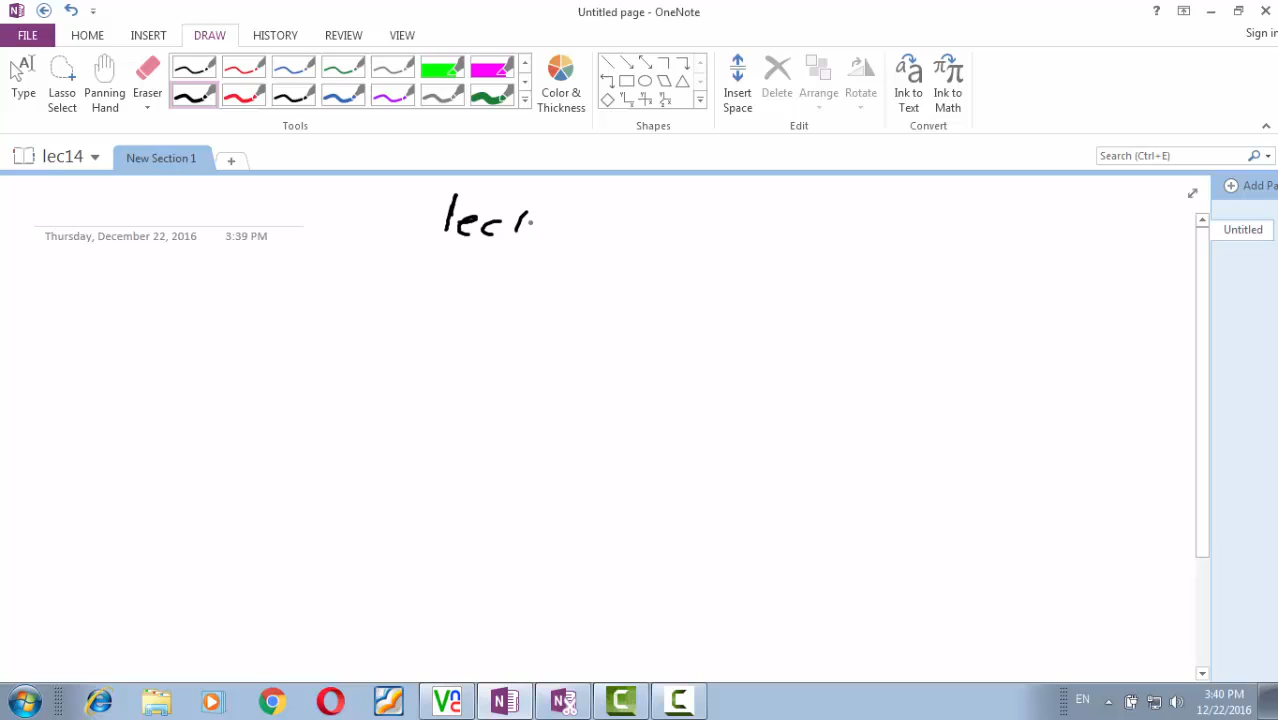 Untitled page - OneNote
?
Sign in
FILE HOME INSERT DRAW HISTORY REVIEW VIEW
Type Lasso Select Panning Hand Eraser Color & Thickness Insert Space Delete Arrange Rotate Ink to Text Ink to Math
Tools Shapes Edit Convert
lec14 New Section 1 Search (Ctrl+E)
Add Pa
Untitled
lec 1
Thursday, December 22, 2016 3:39 PM
EN 3:40 PM
12/22/2016